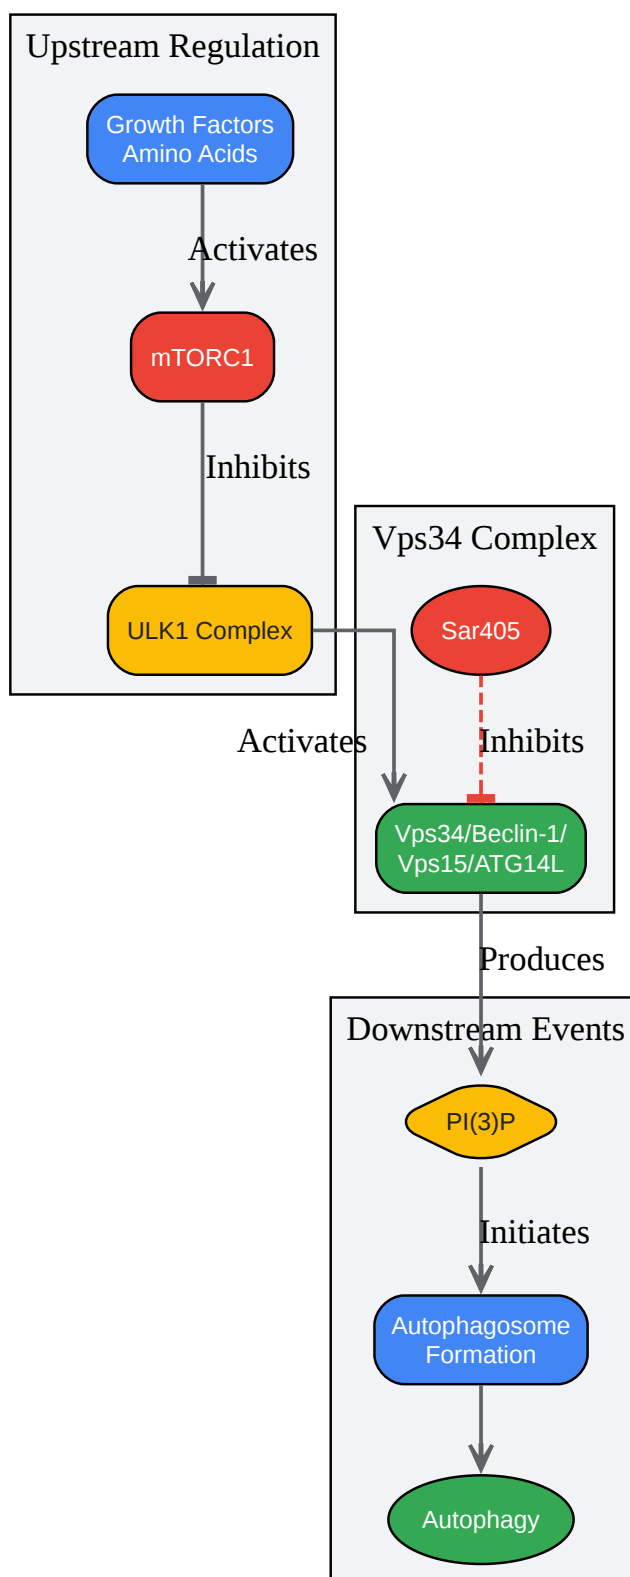 Upstream Regulation
Growth Factors
Amino Acids
Activates
mTORC1
Inhibits
ULK1 Complex
Vps34 Complex
Sar405
Activates
Inhibits
Vps34/Beclin-1/
Vps15/ATG14L
Produces
Downstream Events
PI(3)P
Initiates
Autophagosome
Formation
Autophagy